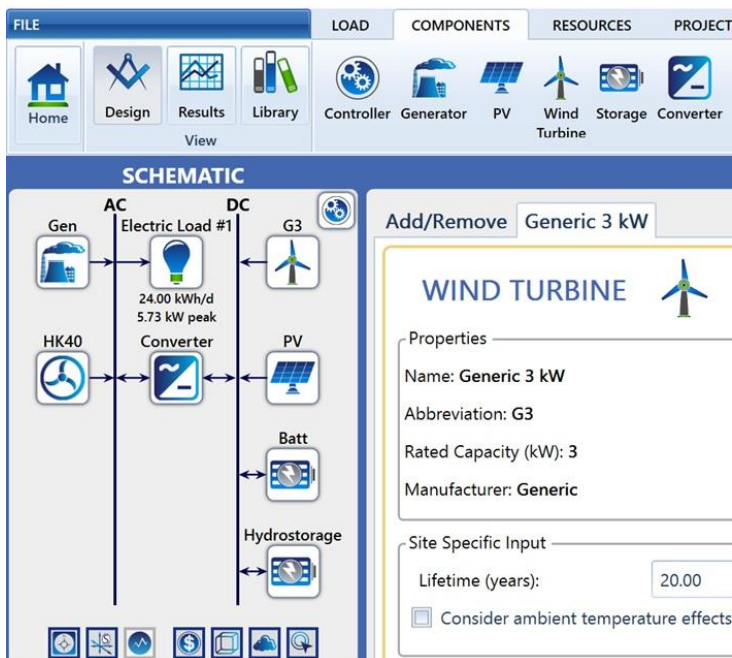 FILE
LOAD
COMPONENTS
RESOURCES
PROJECT
Home
Design
Results
Library
View
Controller
Generator
PV
Wind
Turbine
Storage
Converter
SCHEMATIC
AC
DC
Gen
Electric Load #1
G3
24.00 kWh/d
5.73 kW peak
HK40
Converter
PV
Batt
Hydrostorage
Add/Remove
Generic 3 kW
WIND TURBINE
Properties
Name: Generic 3 kW
Abbreviation: G3
Rated Capacity (kW): 3
Manufacturer: Generic
Site Specific Input
Lifetime (years):
20.00
Consider ambient temperature effects